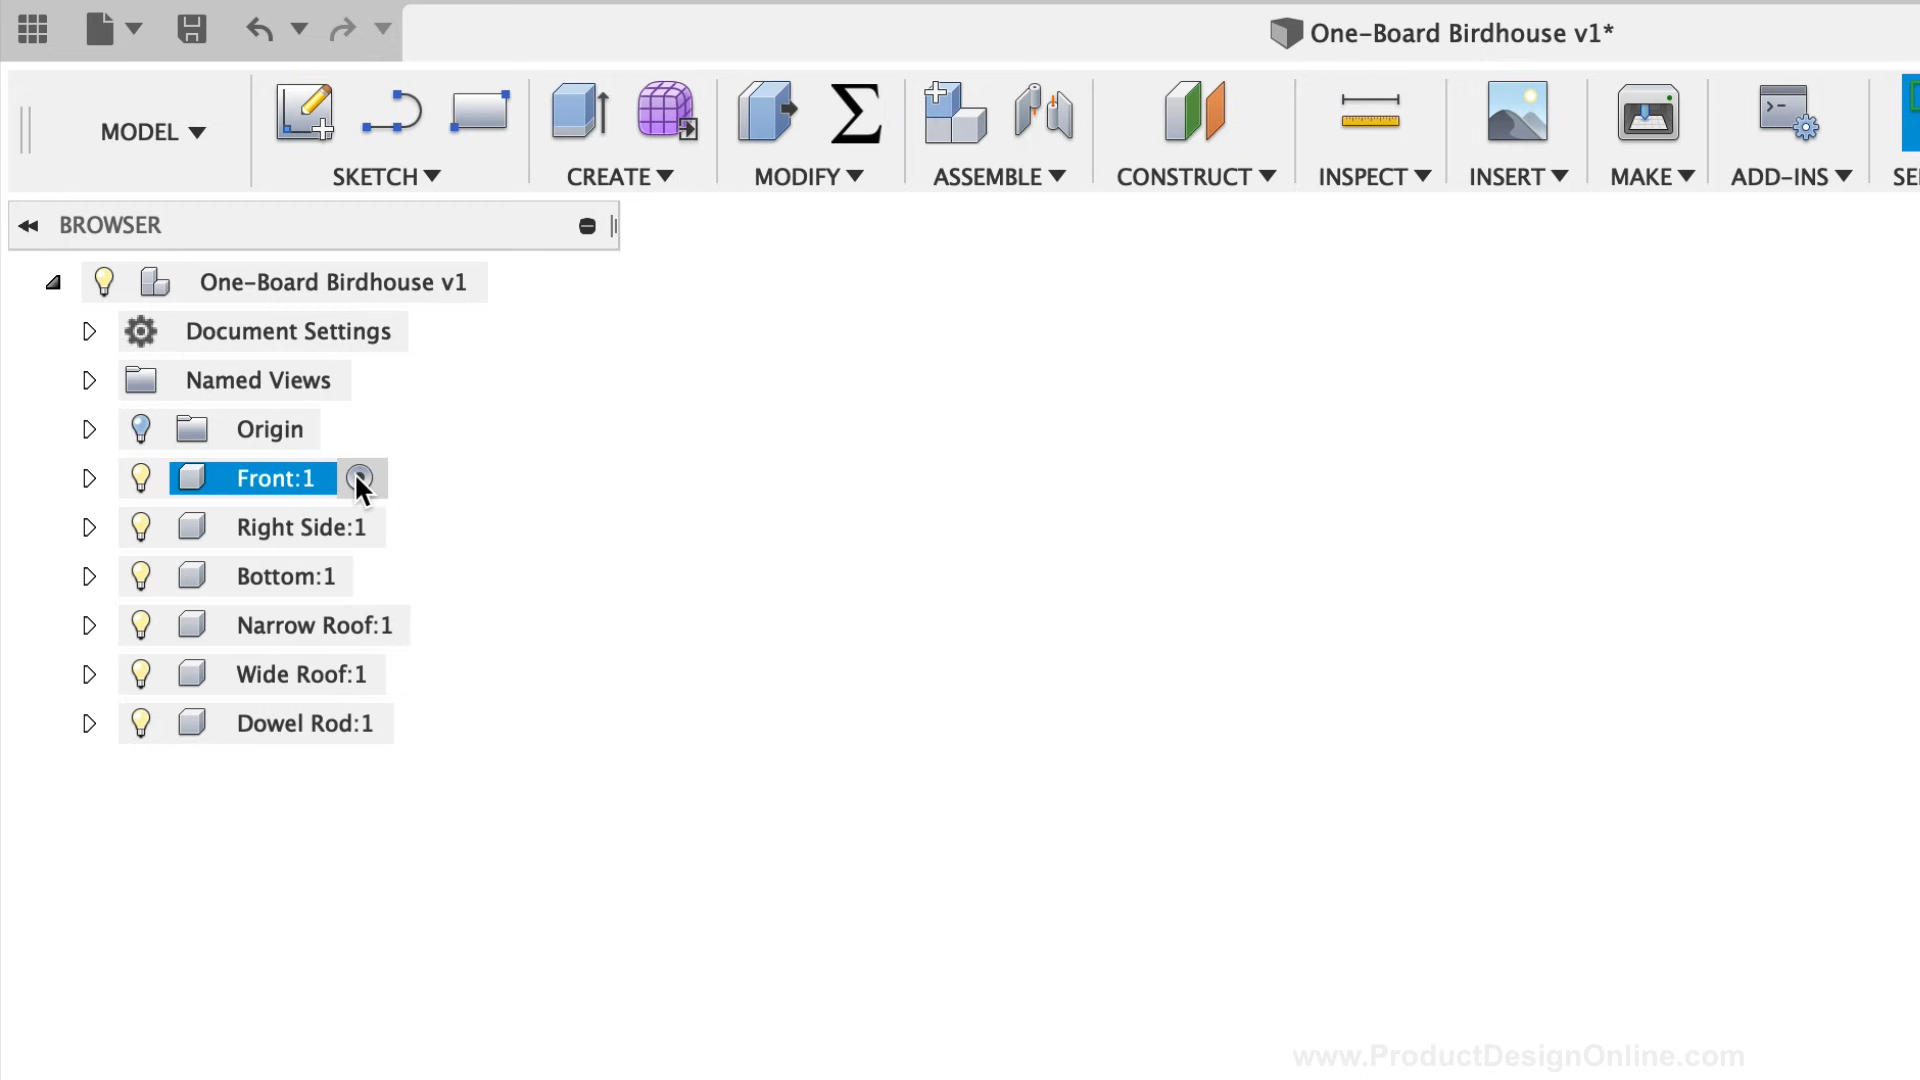 One-Board Birdhouse v1*
MODEL
SKETCH
CREATE
MODIFY
ASSEMBLE
CONSTRUCT
INSPECT
INSERT
MAKE
ADD-INS
BROWSER
One-Board Birdhouse v1
Document Settings
Named Views
Origin
Front:1
Right Side:1
Bottom:1
Narrow Roof:1
Wide Roof:1
Dowel Rod:1
www.ProductDesignOnline.com